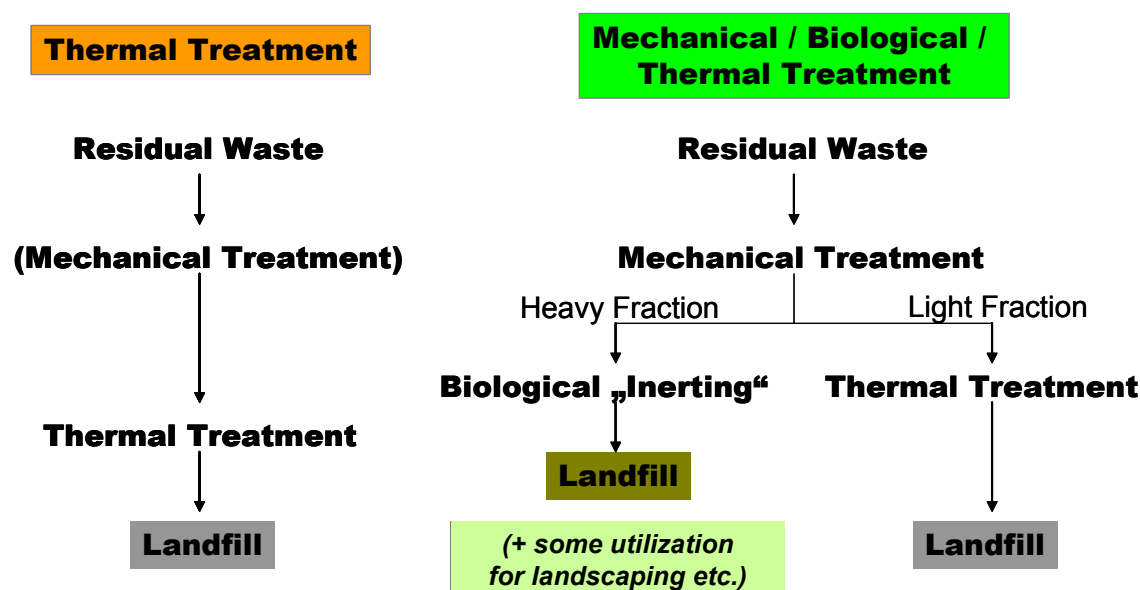 Thermal Treatment
Residual Waste
(Mechanical Treatment)
Thermal Treatment
Landfill
Mechanical / Biological /
Thermal Treatment
Residual Waste
Mechanical Treatment
Heavy Fraction
Light Fraction
Biological „Inerting“
Thermal Treatment
Landfill
(+ some utilization
for landscaping etc.)
Landfill